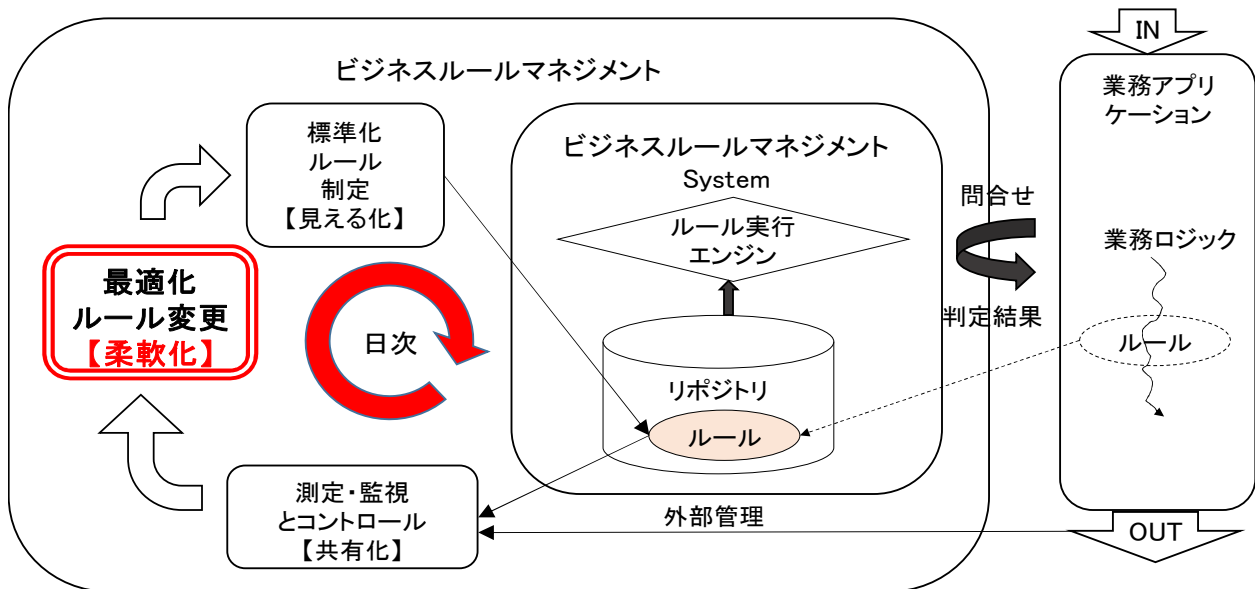 ビジネスルールマネジメント
標準化
ルール
制定
【見える化】
最適化
ルール変更
【柔軟化】
日次
測定・監視
とコントロール
【共有化】
ビジネスルールマネジメント
System
ルール実行
エンジン
リポジトリ
ルール
外部管理
問合せ
判定結果
IN
業務アプリ
ケーション
業務ロジック
ルール
OUT